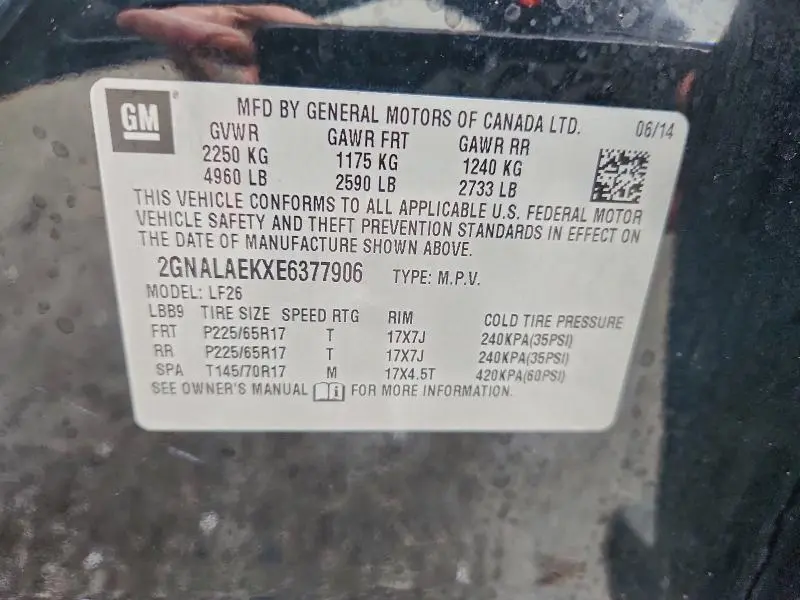 GM
MFD BY GENERAL MOTORS OF CANADA LTD. 06/14
GVWR GAWR FRT GAWR RR
2250 KG 1175 KG 1240 KG
4960 LB 2590 LB 2733 LB
THIS VEHICLE CONFORMS TO ALL APPLICABLE U.S. FEDERAL MOTOR
VEHICLE SAFETY AND THEFT PREVENTION STANDARDS IN EFFECT ON
THE DATE OF MANUFACTURE SHOWN ABOVE.
2GNALAEKXE6377906 TYPE: M.P.V.
MODEL: LF26
LBB9 TIRE SIZE SPEED RTG RIM COLD TIRE PRESSURE
FRT P225/65R17 T 17X7J 240KPA(35PSI)
RR P225/65R17 T 17X7J 240KPA(35PSI)
SPA T145/70R17 M 17X4.5T 420KPA(60PSI)
SEE OWNER'S MANUAL FOR MORE INFORMATION.